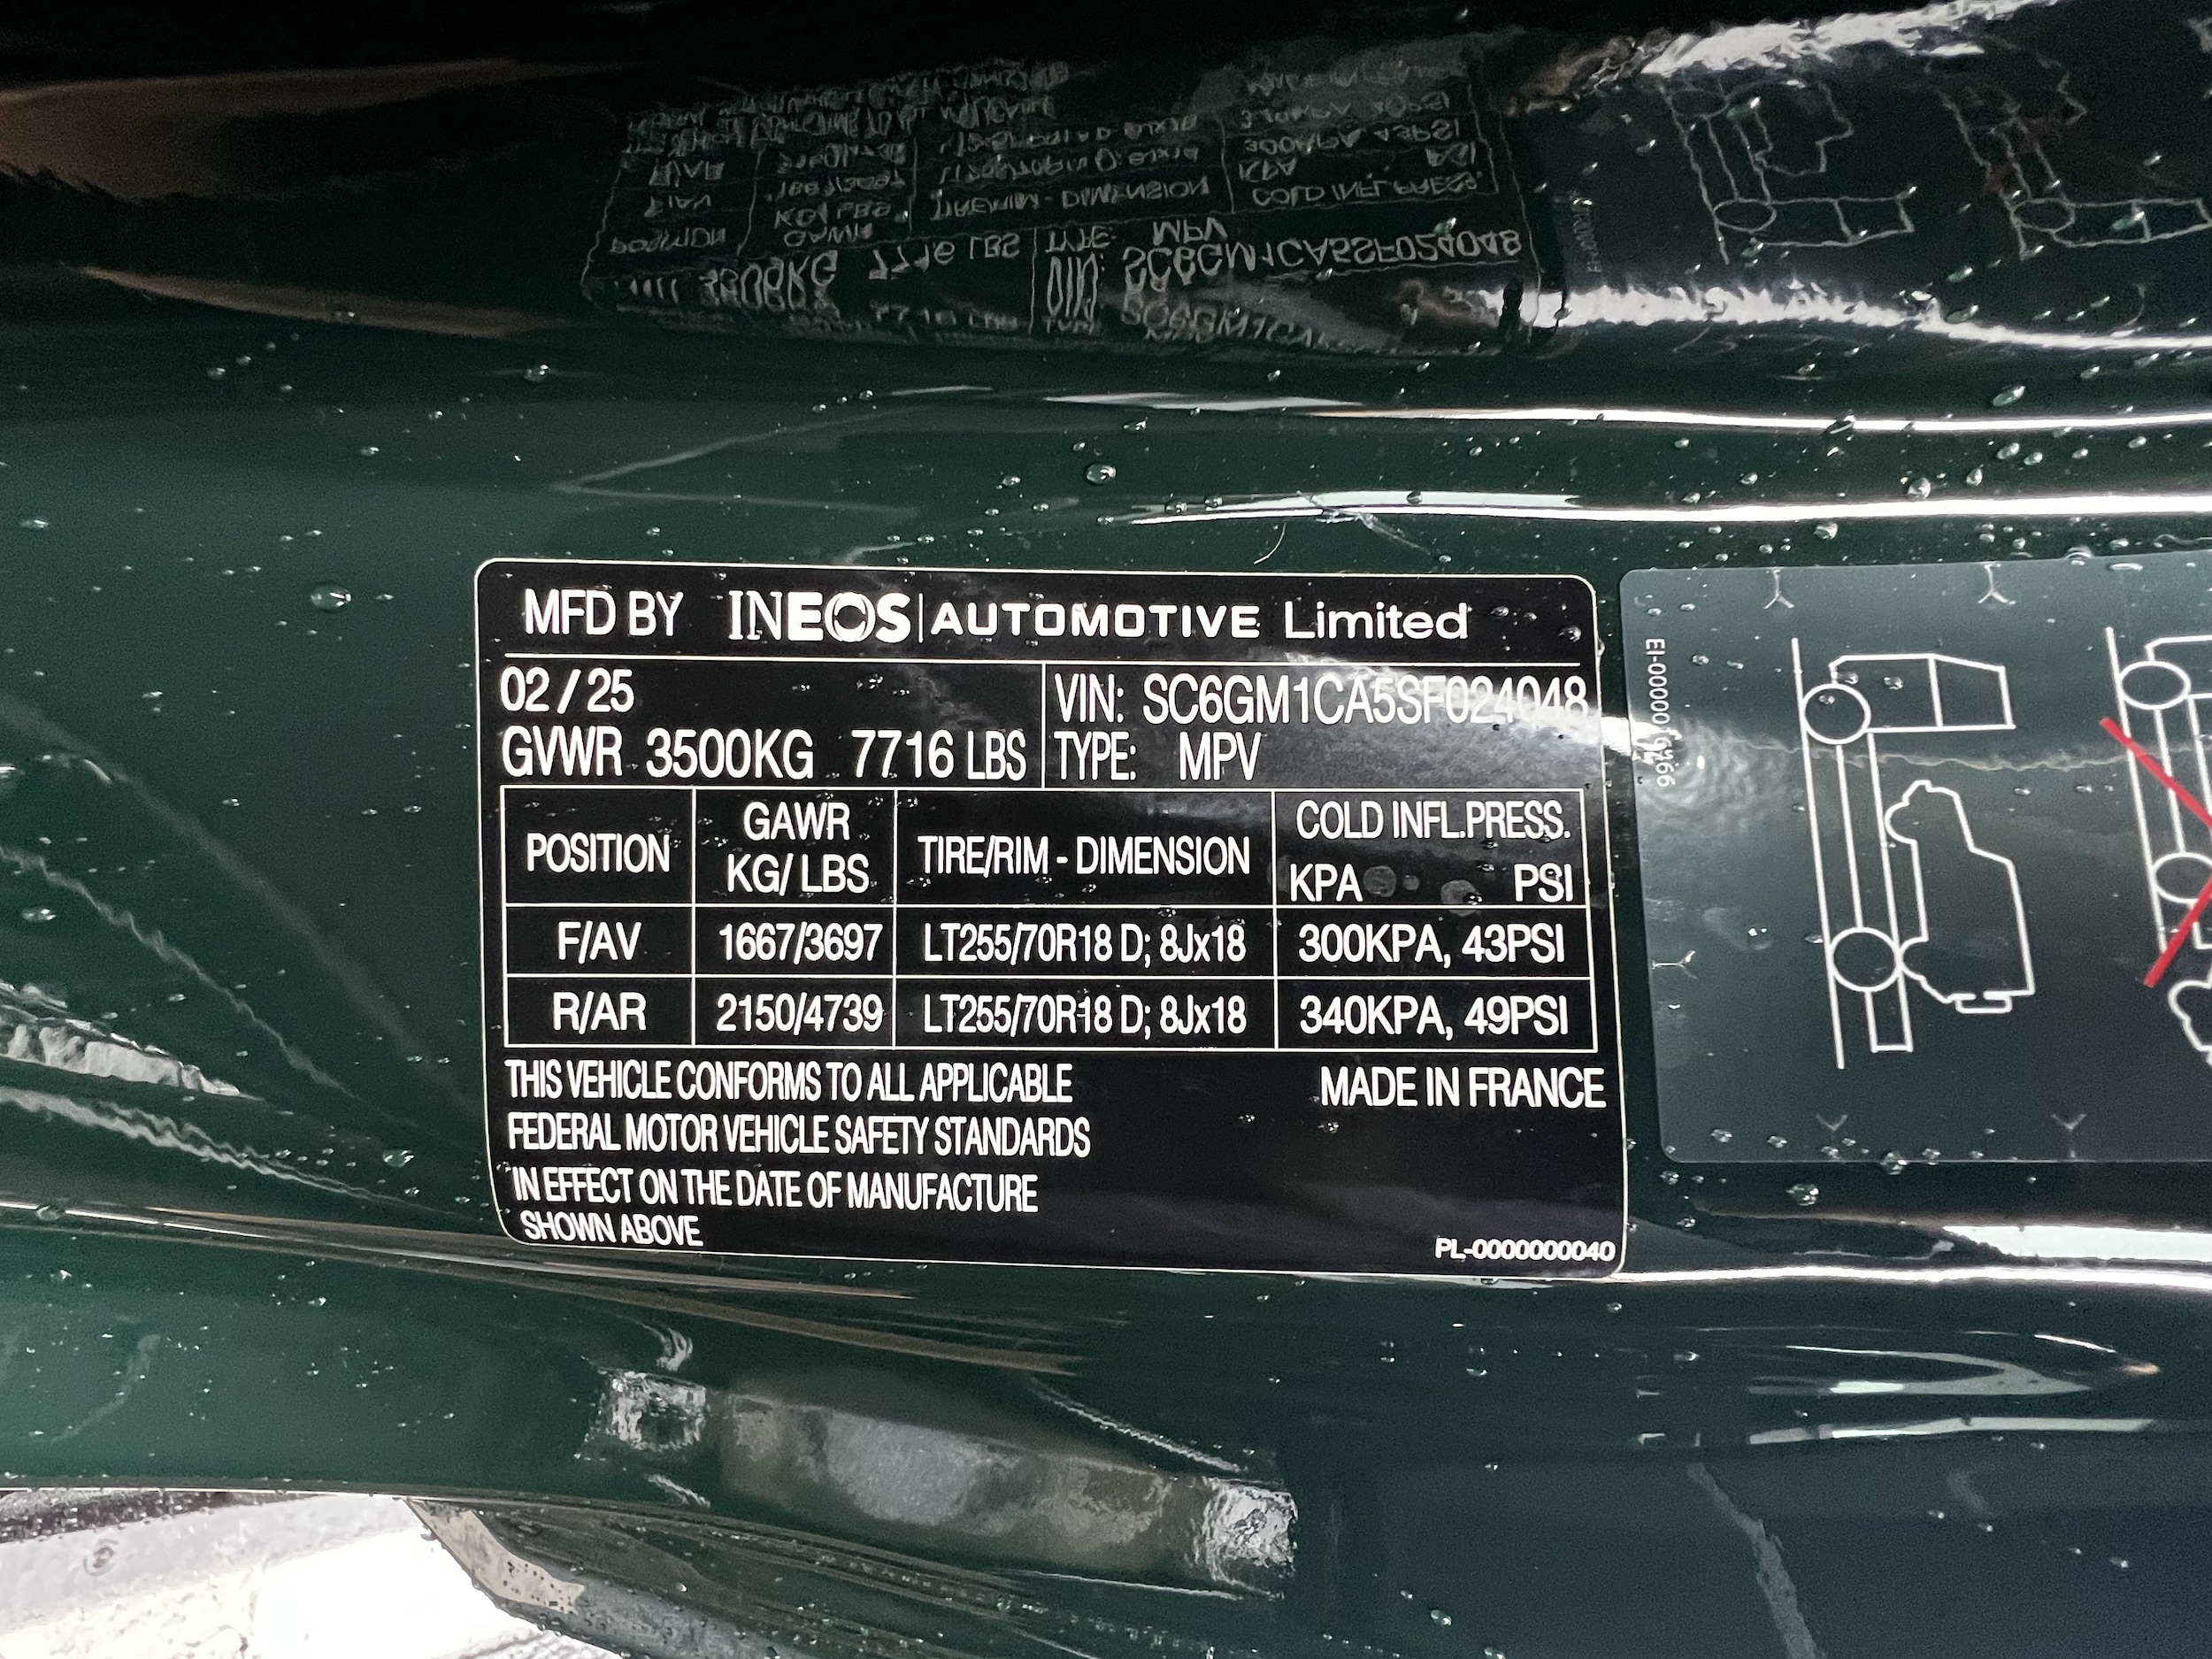 MFD BY INEOS | AUTOMOTIVE Limited
02/25
GVWR 3500KG 7716 LBS
VIN: SC6GM1CA5SF024048
TYPE: MPV
POSITION GAWR KG/LBS TIRE/RIM - DIMENSION COLD INFL.PRESS. KPA PSI
F/AV 1667/3697 LT255/70R18 D; 8Jx18 300KPA, 43PSI
R/AR 2150/4739 LT255/70R18 D; 8Jx18 340KPA, 49PSI
THIS VEHICLE CONFORMS TO ALL APPLICABLE
FEDERAL MOTOR VEHICLE SAFETY STANDARDS
IN EFFECT ON THE DATE OF MANUFACTURE
SHOWN ABOVE
MADE IN FRANCE
PL-0000000040